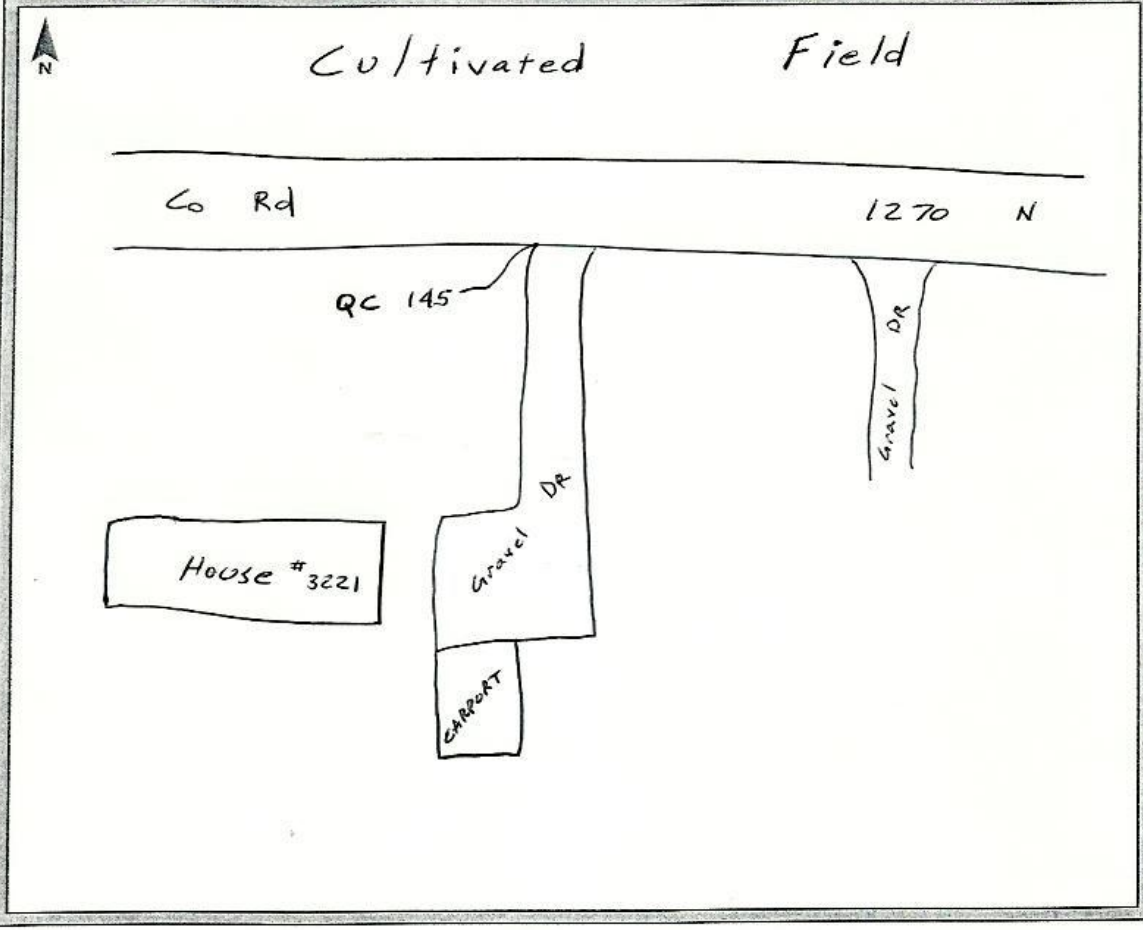 N
Cultivated Field
Co Rd 1270 N
QC 145
DR
Gravel
DR
Gravel
House #3221
CARPORT